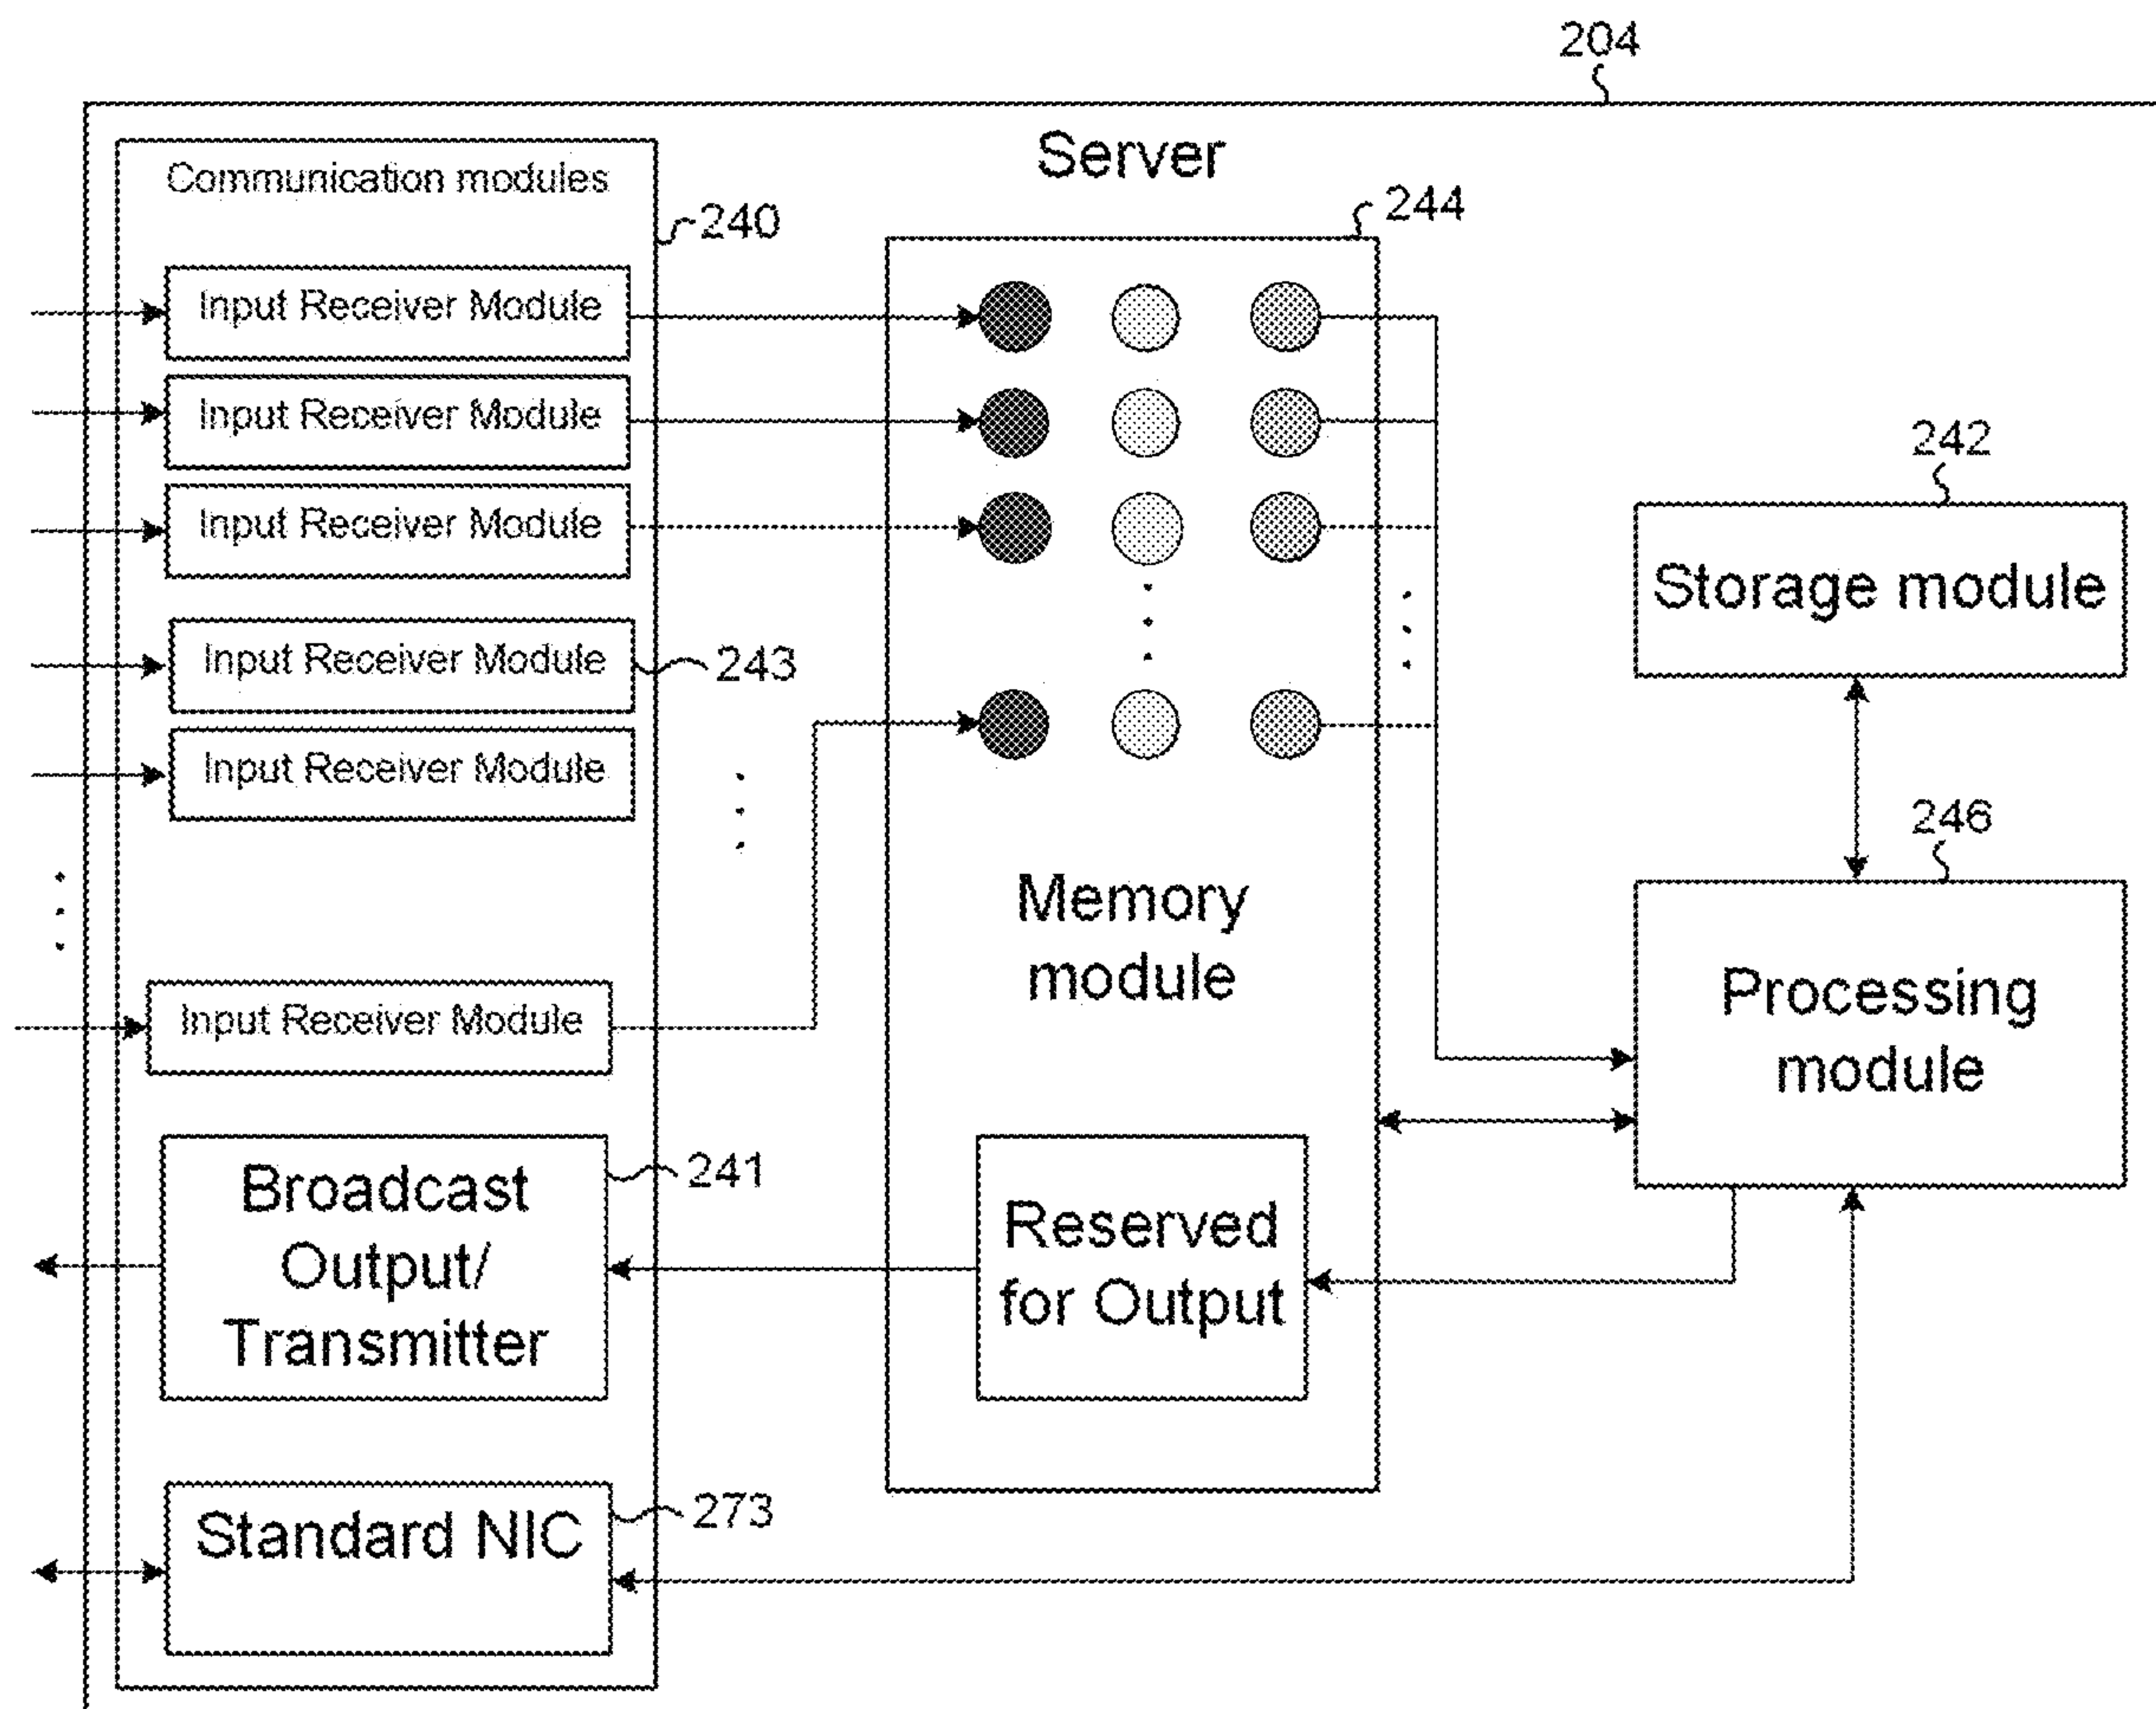 204
Server
Communication modules
240
244
Input Receiver Module
Input Receiver Module
Input Receiver Module
Input Receiver Module
243
Input Receiver Module
Input Receiver Module
242
Storage module
246
Memory
module
Processing
module
Broadcast
Output/
Transmitter
241
Reserved
for Output
Standard NIC
273